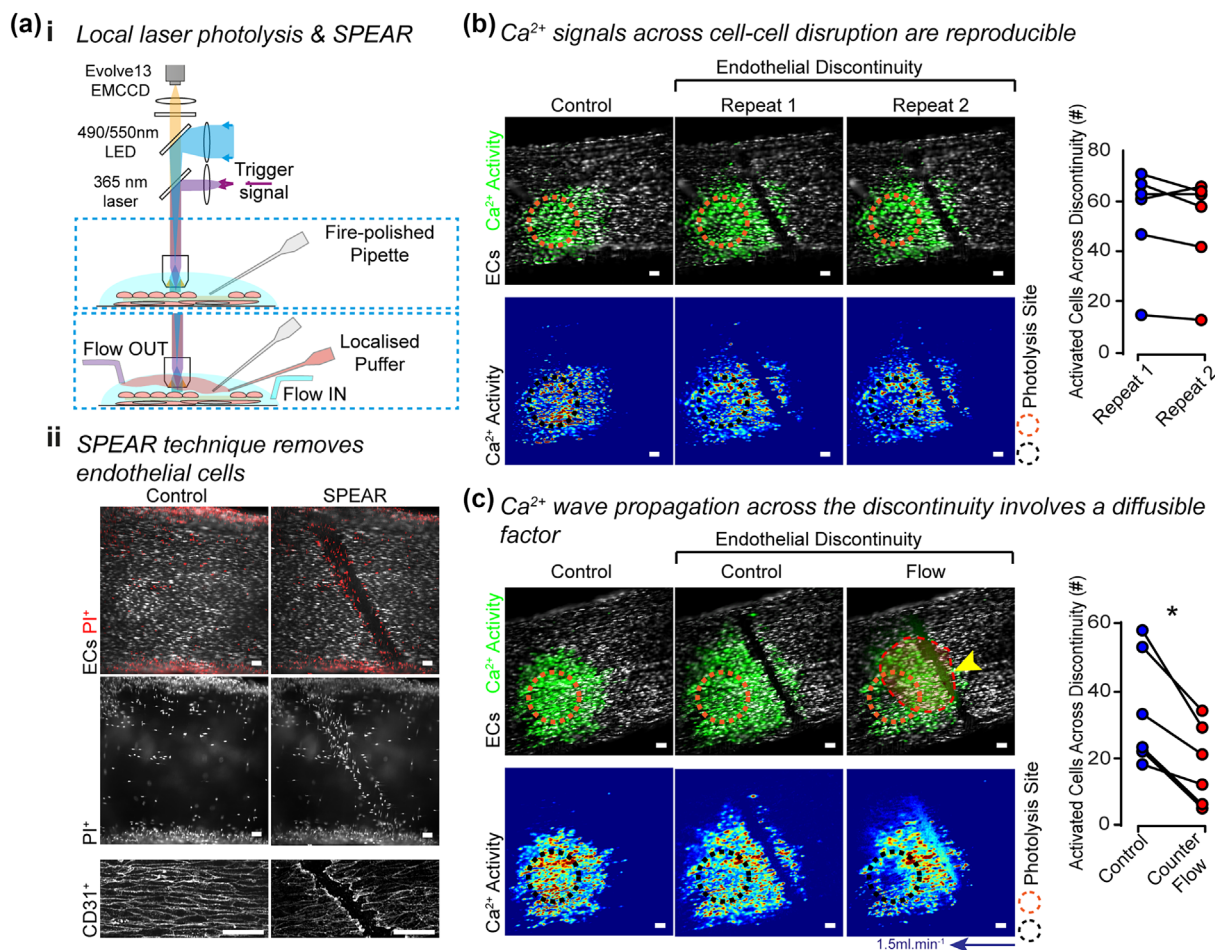 (a) i Local laser photolysis & SPEAR
Evolve13
EMCCD
490/550nm
LED
365 nm
laser
Trigger
signal
Fire-polished
Pipette
Flow OUT
Localised
Puffer
Flow IN
ii SPEAR technique removes
endothelial cells
Control
SPEAR
ECs PI⁺
PI⁺
CD31⁺
(b) Ca²⁺ signals across cell-cell disruption are reproducible
Endothelial Discontinuity
Control
Repeat 1
Repeat 2
ECs Ca²⁺ Activity
Ca²⁺ Activity
Photolysis Site
Activated Cells Across Discontinuity (#)
80
60
40
20
0
Repeat 1
Repeat 2
(c) Ca²⁺ wave propagation across the discontinuity involves a diffusible
factor
Endothelial Discontinuity
Control
Control
Flow
ECs Ca²⁺ Activity
Ca²⁺ Activity
1.5ml.min⁻¹
Photolysis Site
Activated Cells Across Discontinuity (#)
60
40
20
0
*
Control
Counter
Flow